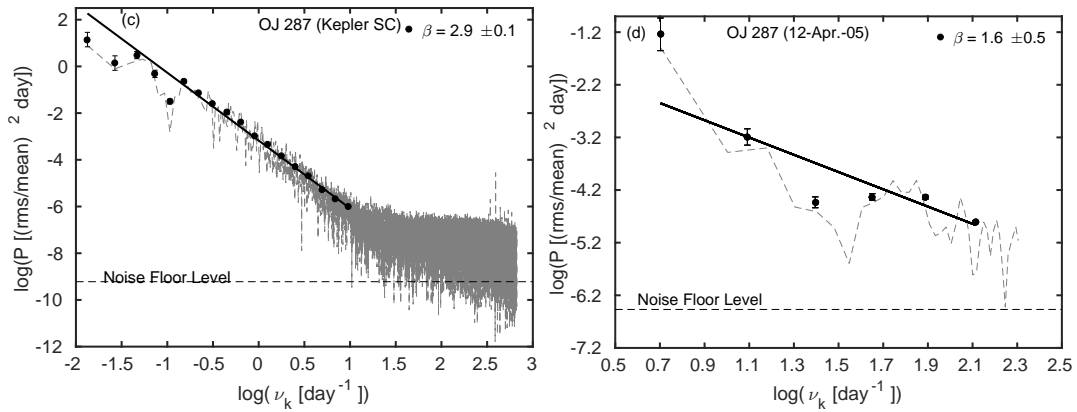 (c) OJ 287 (Kepler SC) β = 2.9 ±0.1
log(P [(rms/mean) 2 day])
2
0
-2
-4
-6
-8
-10
-12
Noise Floor Level
-2 -1.5 -1 -0.5 0 0.5 1 1.5 2 2.5 3
log( ν_k [day^-1 ])
(d) OJ 287 (12-Apr.-05) β = 1.6 ±0.5
log(P [(rms/mean) 2 day])
-1.2
-2.2
-3.2
-4.2
-5.2
-6.2
-7.2
Noise Floor Level
0.5 0.7 0.9 1.1 1.3 1.5 1.7 1.9 2.1 2.3 2.5
log( ν_k [day^-1 ])